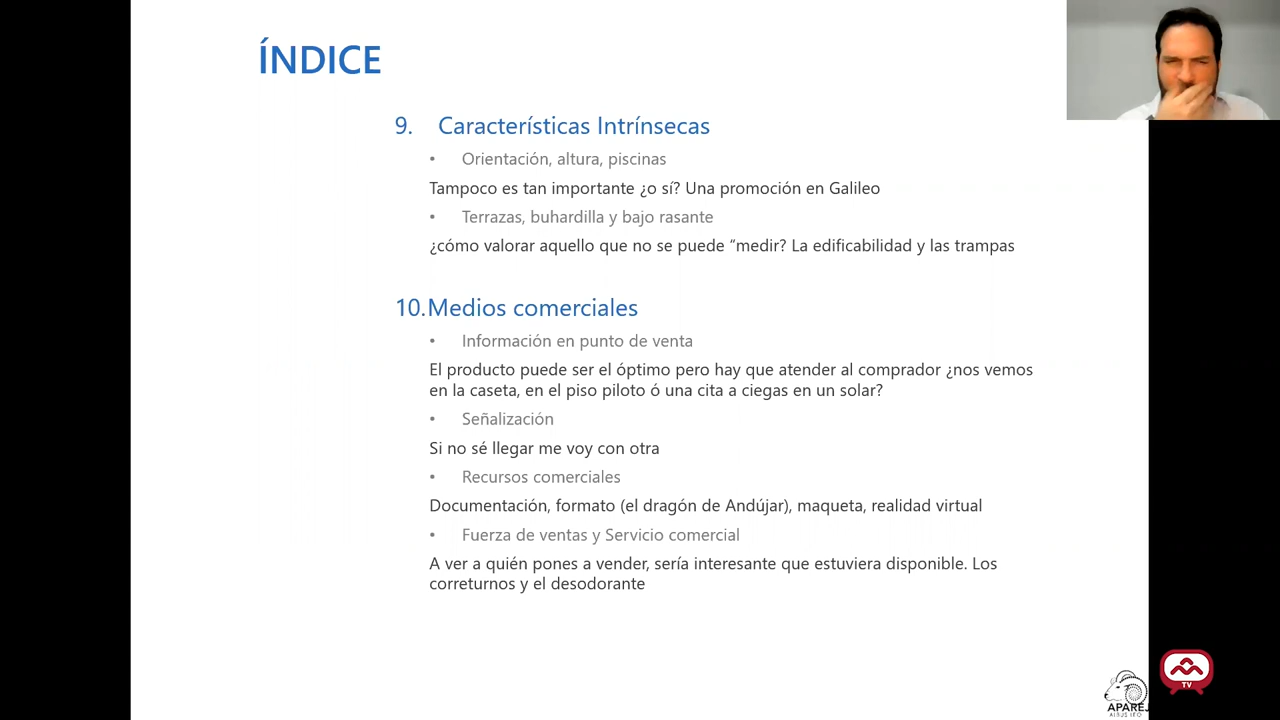 ÍNDICE
9. Características Intrínsecas
• Orientación, altura, piscinas
Tampoco es tan importante ¿o sí? Una promoción en Galileo
• Terrazas, buhardilla y bajo rasante
¿cómo valorar aquello que no se puede “medir? La edificabilidad y las trampas
10.Medios comerciales
• Información en punto de venta
El producto puede ser el óptimo pero hay que atender al comprador ¿nos vemos
en la caseta, en el piso piloto ó una cita a ciegas en un solar?
• Señalización
Si no sé llegar me voy con otra
• Recursos comerciales
Documentación, formato (el dragón de Andújar), maqueta, realidad virtual
• Fuerza de ventas y Servicio comercial
A ver a quién pones a vender, sería interesante que estuviera disponible. Los
correturnos y el desodorante
APAREJ
TV